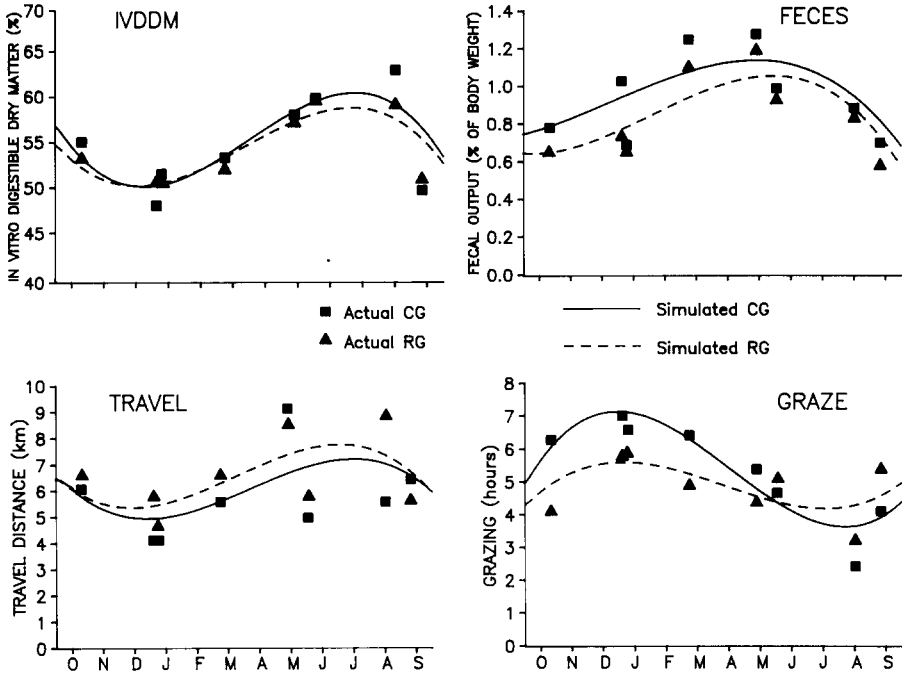 IVDDM
IN VITRO DIGESTIBLE DRY MATTER (%)
70
65
60
55
50
45
40
FECES
FECAL OUTPUT (% OF BODY WEIGHT)
1.4
1.2
1.0
0.8
0.6
0.4
0.2
0.0
Actual CG
Actual RG
Simulated CG
Simulated RG
TRAVEL
TRAVEL DISTANCE (km)
10
9
8
7
6
5
4
3
2
1
0
O N D J F M A M J J A S
GRAZE
GRAZING (hours)
8
7
6
5
4
3
2
1
0
O N D J F M A M J J A S